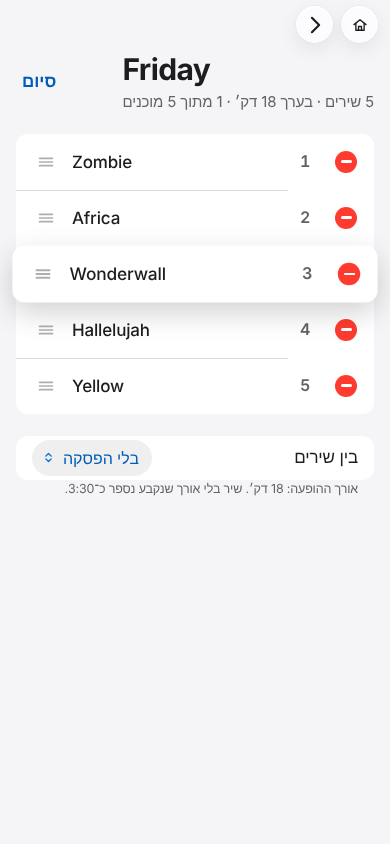 Friday
סיום
5 שירים · בערך 18 דק׳ · 1 מתוך 5 מוכנים
1 Zombie
2 Africa
3 Wonderwall
4 Hallelujah
5 Yellow
בין שירים
בלי הפסקה
אורך ההופעה: 18 דק׳. שיר בלי אורך שנקבע נספר כ־3:30.